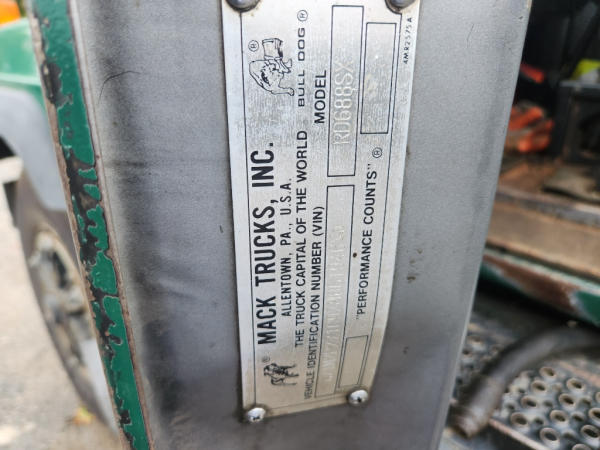 MACK TRUCKS, INC.
ALLENTOWN, PA., U.S.A.
THE TRUCK CAPITAL OF THE WORLD
BULL DOG ®
®
VEHICLE IDENTIFICATION NUMBER (VIN)
MODEL
RD688SX
"PERFORMANCE COUNTS" ®
4MR2575A